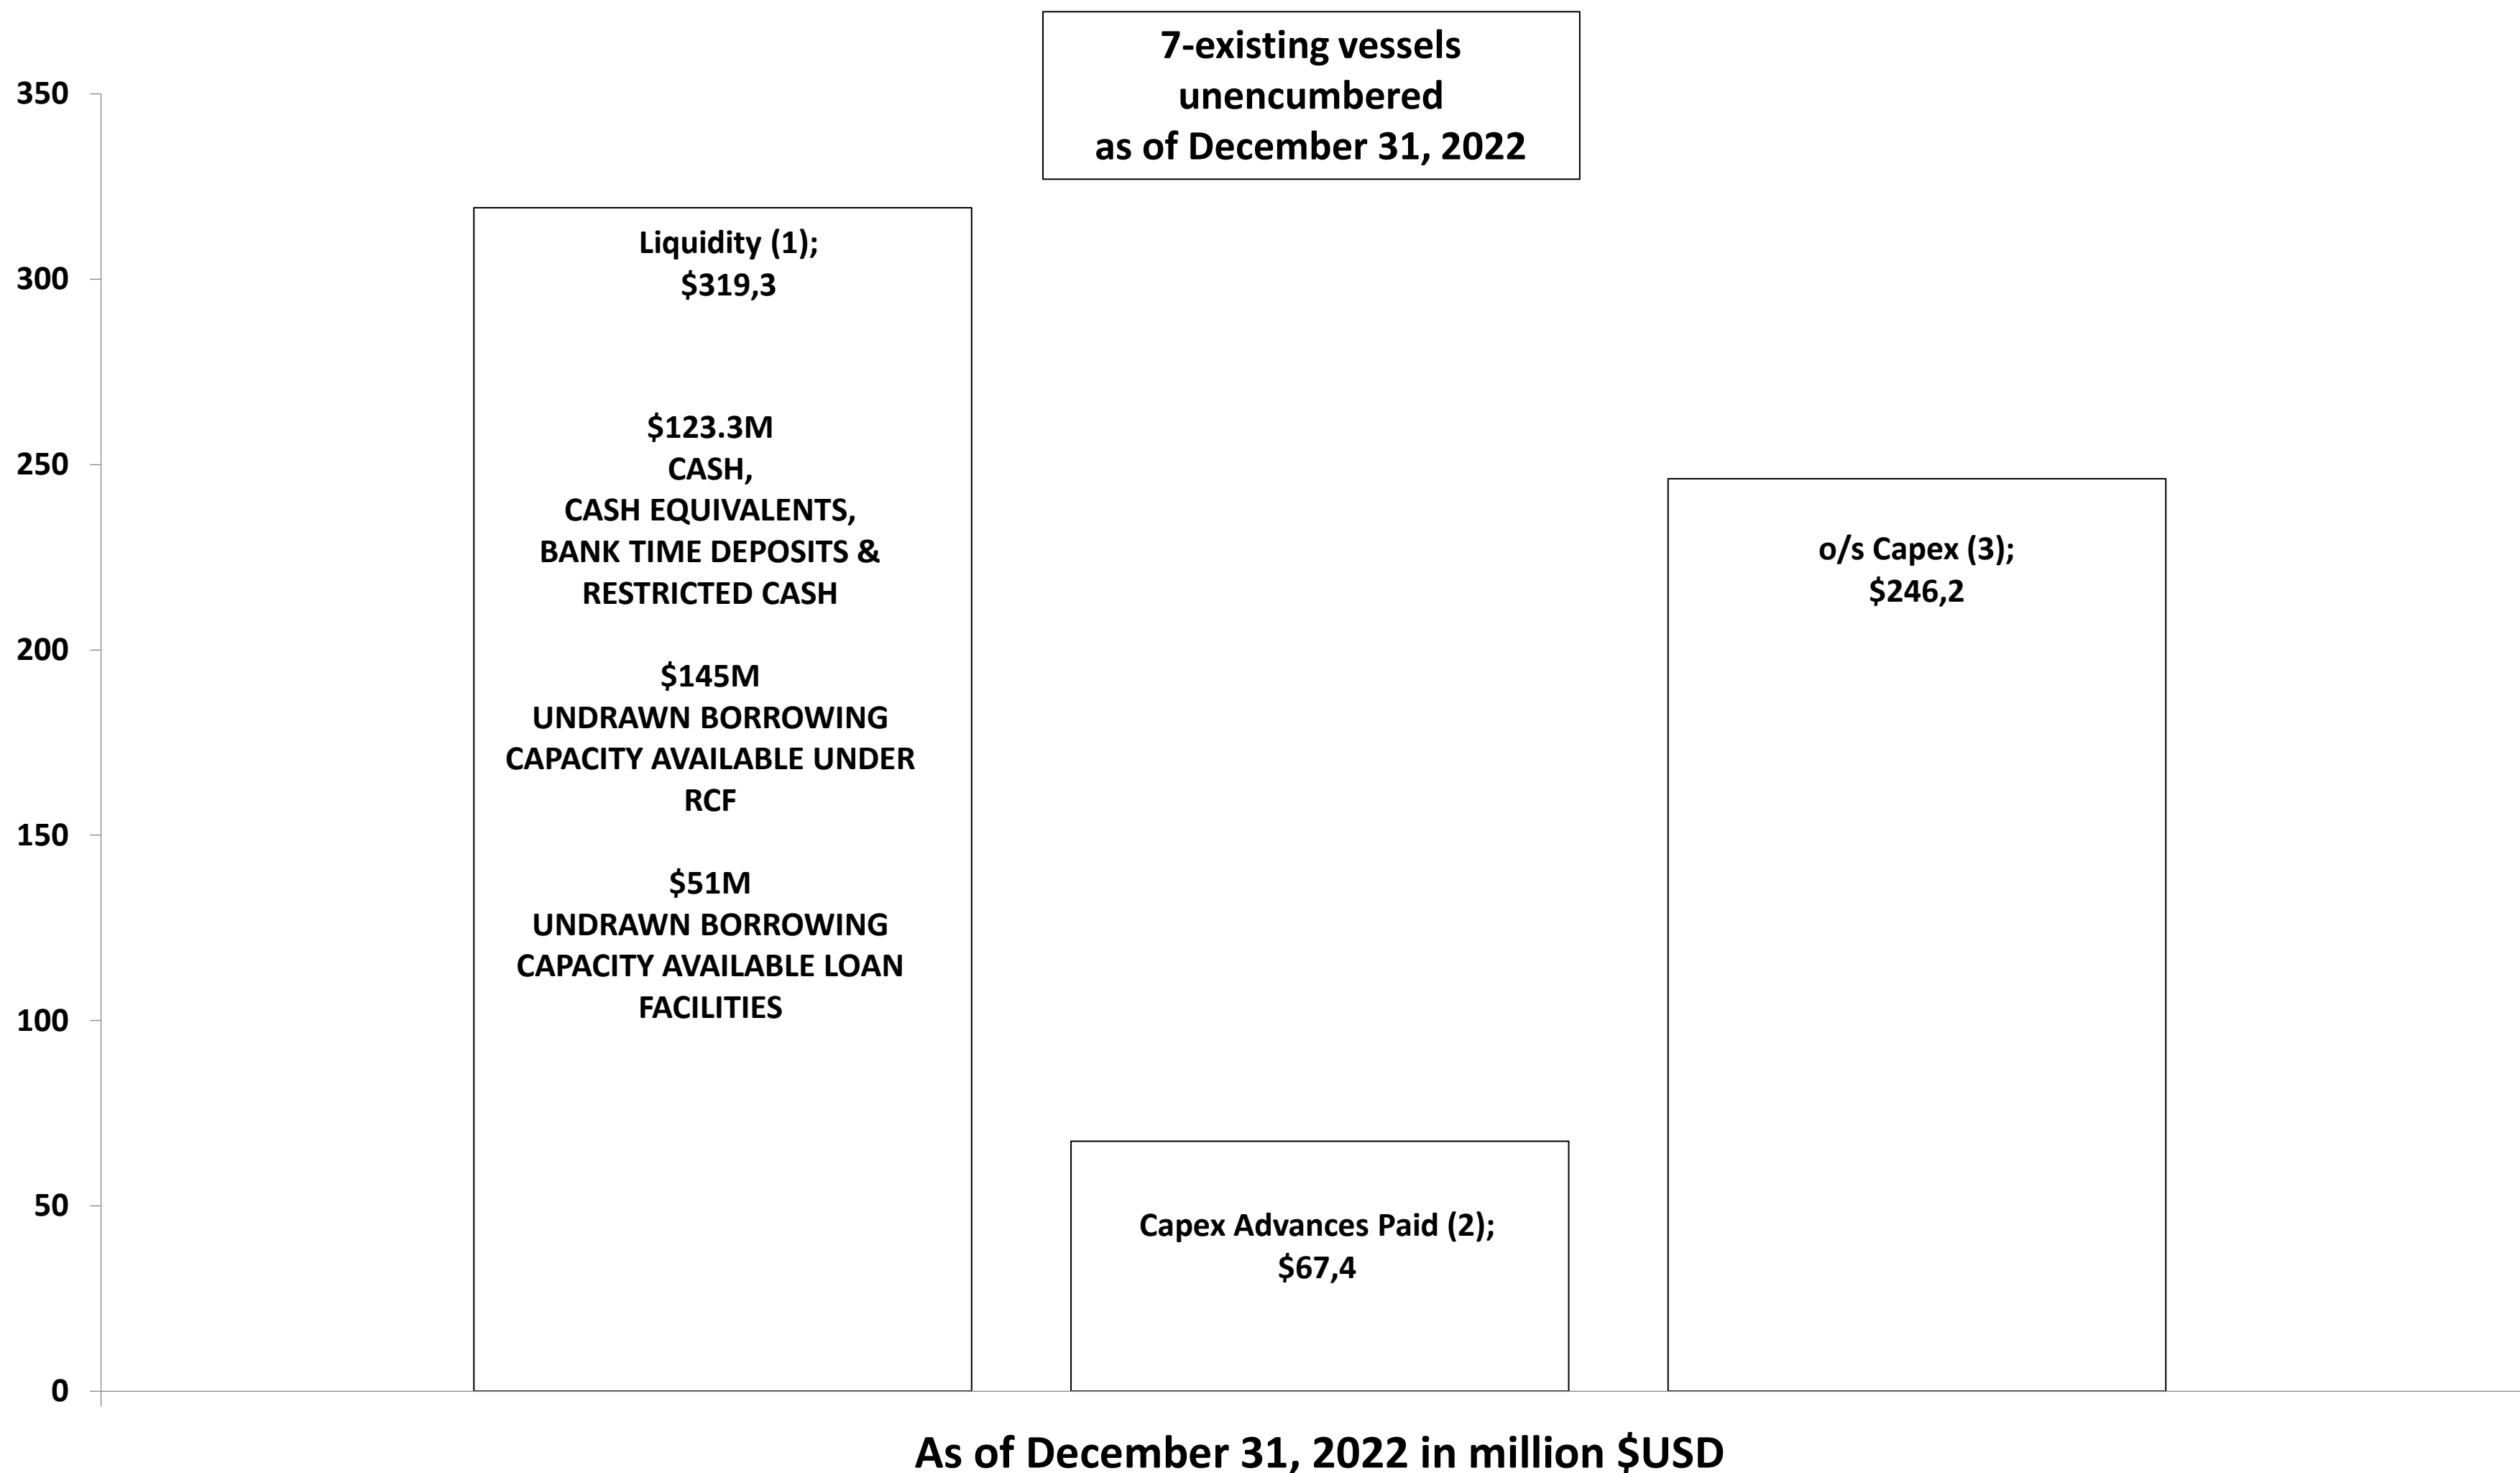 7-existing vessels
unencumbered
as of December 31, 2022
350
300
250
200
150
100
50
0
Liquidity (1);
$319,3
$123.3M
CASH,
CASH EQUIVALENTS,
BANK TIME DEPOSITS &
RESTRICTED CASH
$145M
UNDRAWN BORROWING
CAPACITY AVAILABLE UNDER
RCF
$51M
UNDRAWN BORROWING
CAPACITY AVAILABLE LOAN
FACILITIES
Capex Advances Paid (2);
$67,4
o/s Capex (3);
$246,2
As of December 31, 2022 in million $USD